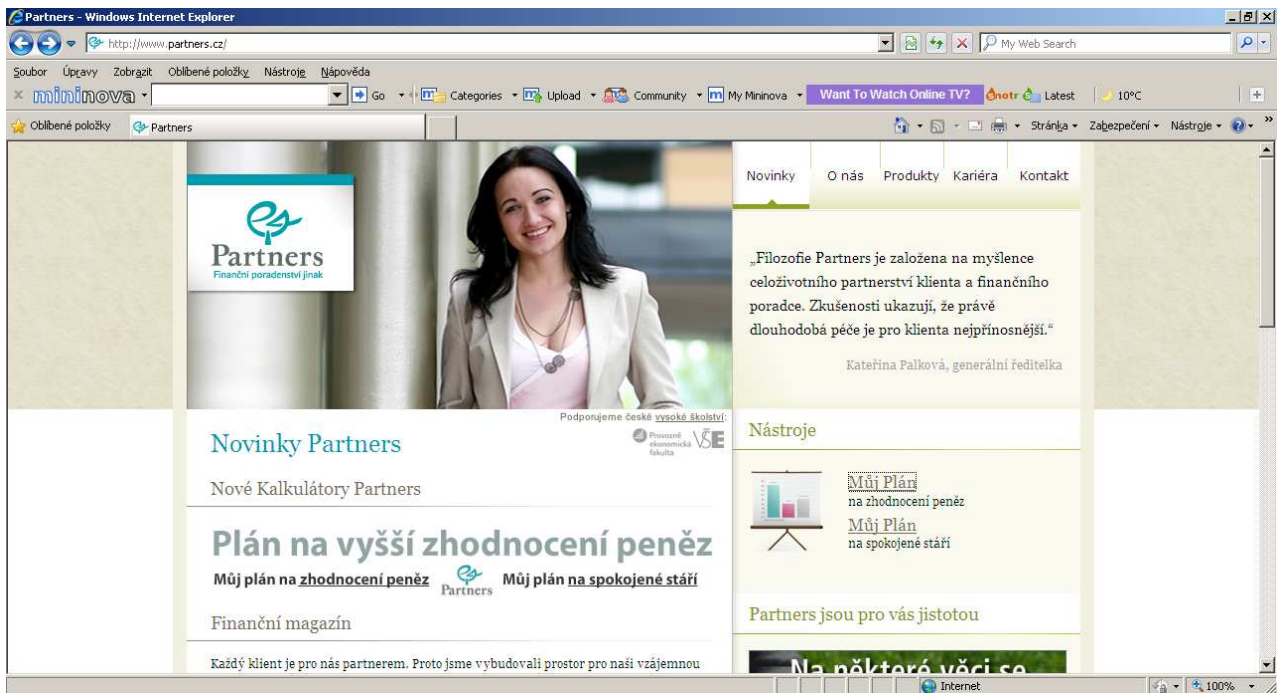 Partners - Windows Internet Explorer
http://www.partners.cz/
My Web Search
Soubor Úpravy Zobrazit Oblíbené položky Nástroje Nápověda
mininova Go Categories Upload Community My Mininova Want To Watch Online TV? Latest 10°C
Oblíbené položky Partners Stránka Zabezpečení Nástroje
Novinky O nás Produkty Kariéra Kontakt
Partners
Finanční poradenství jinak
„Filozofie Partners je založena na myšlence
celoživotního partnerství klienta a finančního
poradce. Zkušenosti ukazují, že právě
dlouhodobá péče je pro klienta nejpřínosnější.“
Kateřina Palková, generální ředitelka
Podporujeme české vysoké školství:
Provozně
ekonomická
fakulta
VŠE
Novinky Partners
Nové Kalkulátory Partners
Plán na vyšší zhodnocení peněz
Můj plán na zhodnocení peněz Partners Můj plán na spokojené stáří
Finanční magazín
Každý klient je pro nás partnerem. Proto jsme vybudovali prostor pro naši vzájemnou
Nástroje
Můj Plán
na zhodnocení peněz
Můj Plán
na spokojené stáří
Partners jsou pro vás jistotou
Na některé věci se
Internet 100%